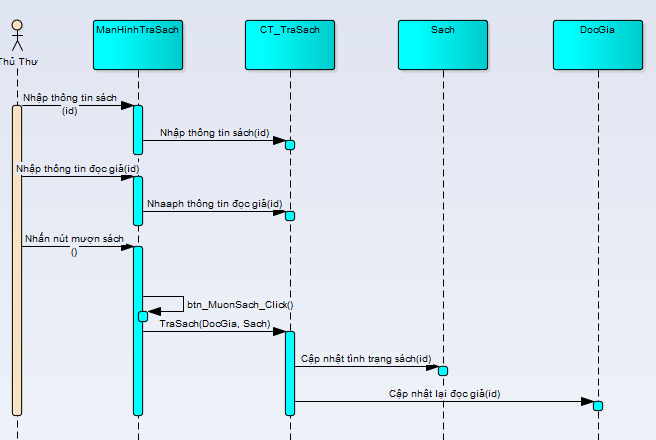 ManHinhTraSach
CT_TraSach
Sach
DocGia
Thủ Thư
Nhập thông tin sách
(id)
Nhập thông tin sách(id)
Nhập thông tin đọc giả(id)
Nhaaph thông tin đọc giả(id)
Nhấn nút mượn sách
()
btn_MuonSach_Click()
TraSach(DocGia, Sach)
Cập nhật tình trạng sách(id)
Cập nhật lại đọc giả(id)